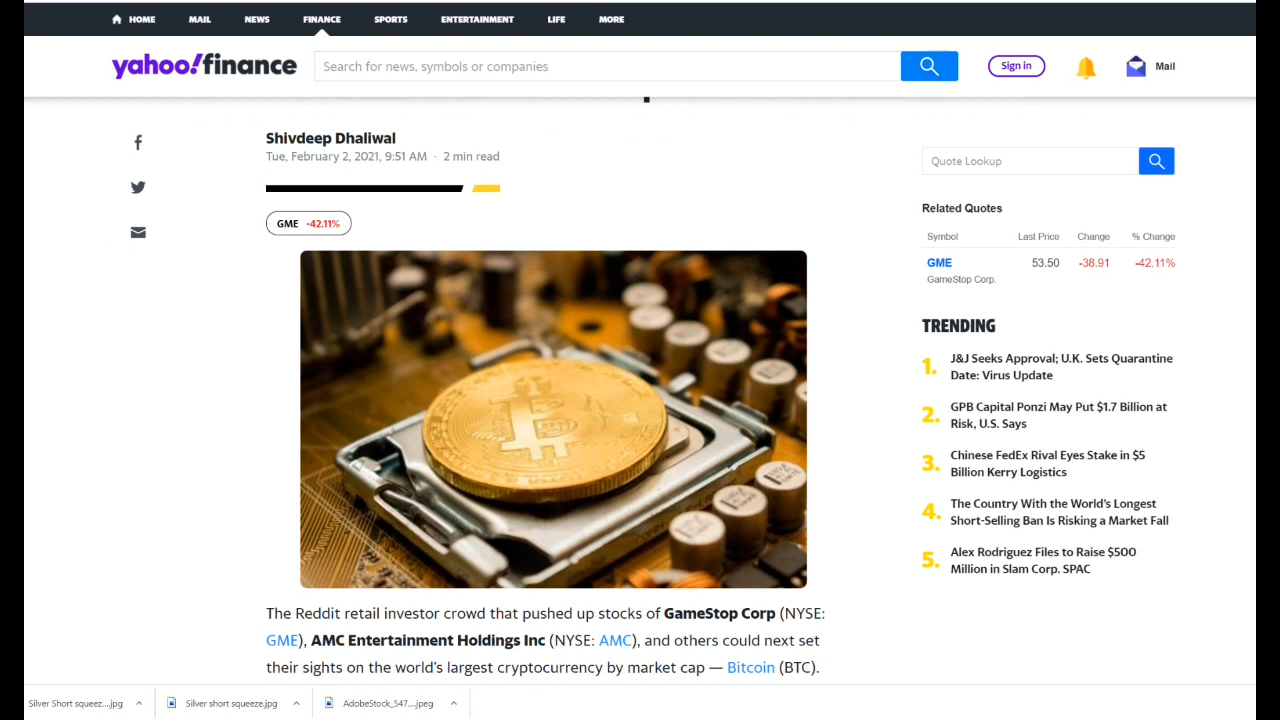 HOME MAIL NEWS FINANCE SPORTS ENTERTAINMENT LIFE MORE
yahoo!finance
Search for news, symbols or companies
Sign in
Mail
Shivdeep Dhaliwal
Tue, February 2, 2021, 9:51 AM · 2 min read
GME -42.11%
The Reddit retail investor crowd that pushed up stocks of GameStop Corp (NYSE:
GME), AMC Entertainment Holdings Inc (NYSE: AMC), and others could next set
their sights on the world's largest cryptocurrency by market cap — Bitcoin (BTC).
Quote Lookup
Related Quotes
Symbol Last Price Change % Change
GME 53.50 -38.91 -42.11%
GameStop Corp.
TRENDING
1. J&J Seeks Approval; U.K. Sets Quarantine
Date: Virus Update
2. GPB Capital Ponzi May Put $1.7 Billion at
Risk, U.S. Says
3. Chinese FedEx Rival Eyes Stake in $5
Billion Kerry Logistics
4. The Country With the World's Longest
Short-Selling Ban Is Risking a Market Fall
5. Alex Rodriguez Files to Raise $500
Million in Slam Corp. SPAC
Silver Short squeez....jpg
Silver short squeeze.jpg
AdobeStock_547....jpeg